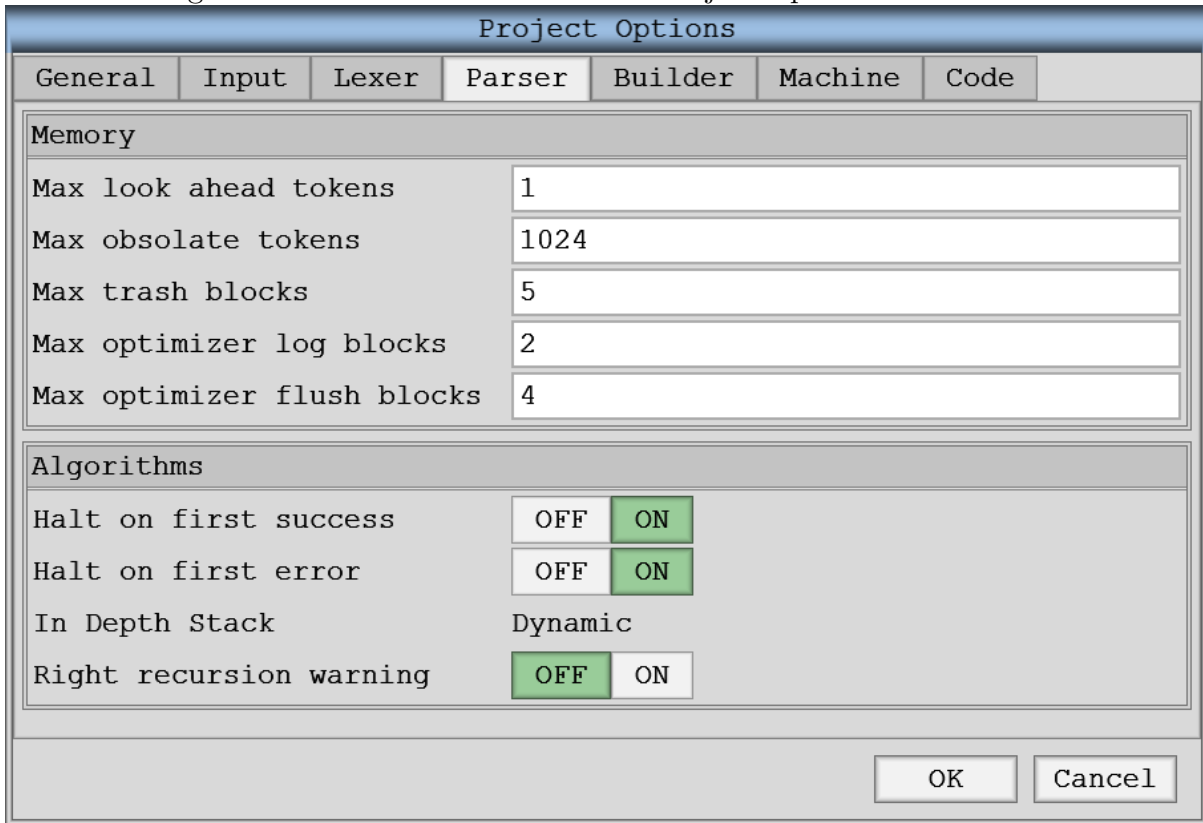 Project Options
General Input Lexer Parser Builder Machine Code
Memory
Max look ahead tokens 1
Max obsolate tokens 1024
Max trash blocks 5
Max optimizer log blocks 2
Max optimizer flush blocks 4
Algorithms
Halt on first success OFF ON
Halt on first error OFF ON
In Depth Stack Dynamic
Right recursion warning OFF ON
OK Cancel